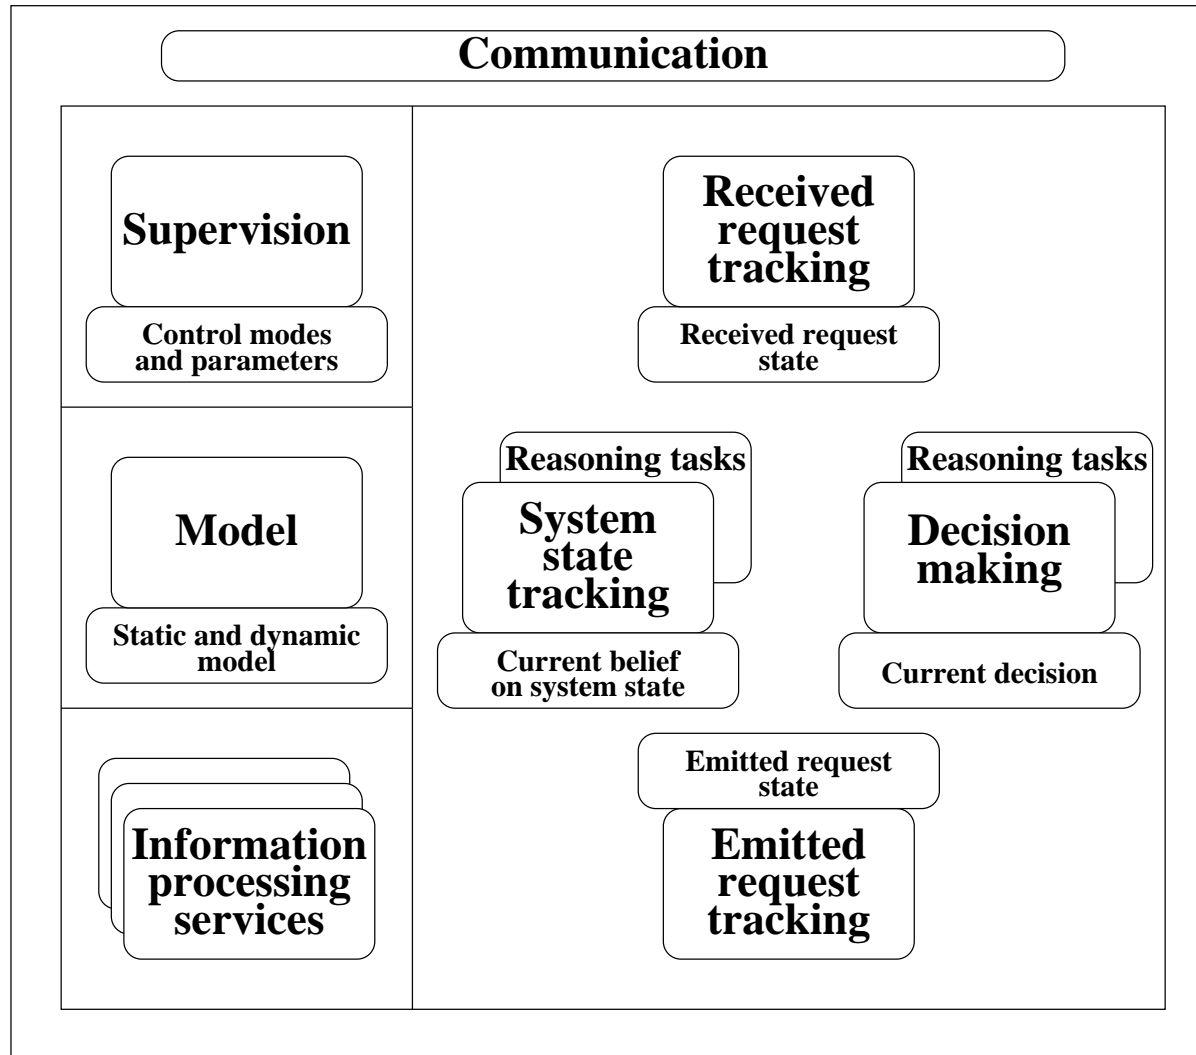 Communication
Supervision
Control modes
and parameters
Received
request
tracking
Received request
state
Model
Static and dynamic
model
Reasoning tasks
System
state
tracking
Current belief
on system state
Reasoning tasks
Decision
making
Current decision
Information
processing
services
Emitted request
state
Emitted
request
tracking